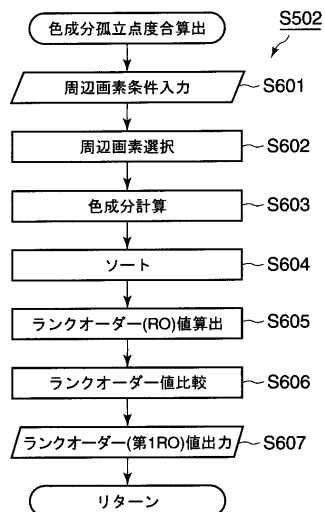 色成分孤立点度合算出
S502
周辺画素条件入力
S601
周辺画素選択
S602
色成分計算
S603
ソート
S604
ランクオーダー(RO)値算出
S605
ランクオーダー値比較
S606
ランクオーダー(第1RO)値出力
S607
リターン